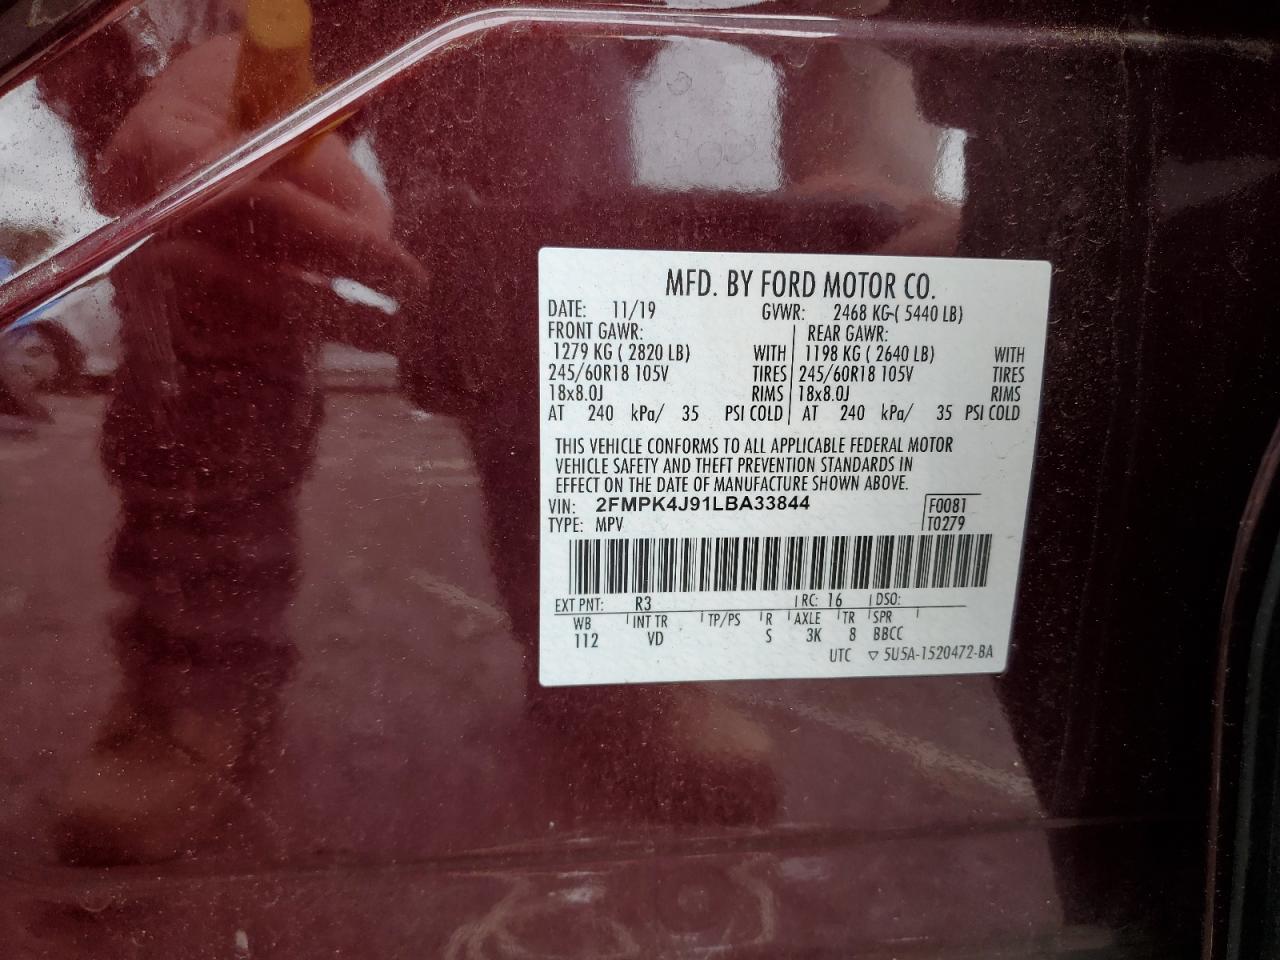 MFD. BY FORD MOTOR CO.
DATE: 11/19 GVWR: 2468 KG-( 5440 LB)
FRONT GAWR: REAR GAWR:
1279 KG ( 2820 LB) WITH 1198 KG ( 2640 LB) WITH
245/60R18 105V TIRES 245/60R18 105V TIRES
18x8.0J RIMS 18x8.0J RIMS
AT 240 kPa/ 35 PSI COLD AT 240 kPa/ 35 PSI COLD
THIS VEHICLE CONFORMS TO ALL APPLICABLE FEDERAL MOTOR
VEHICLE SAFETY AND THEFT PREVENTION STANDARDS IN
EFFECT ON THE DATE OF MANUFACTURE SHOWN ABOVE.
VIN: 2FMPK4J91LBA33844 F0081
TYPE: MPV T0279
EXT PNT: R3 RC: 16 DSO:
WB INT TR TP/PS R AXLE TR SPR
112 VD S 3K 8 BBCC
UTC ▽ 5U5A-1520472-BA